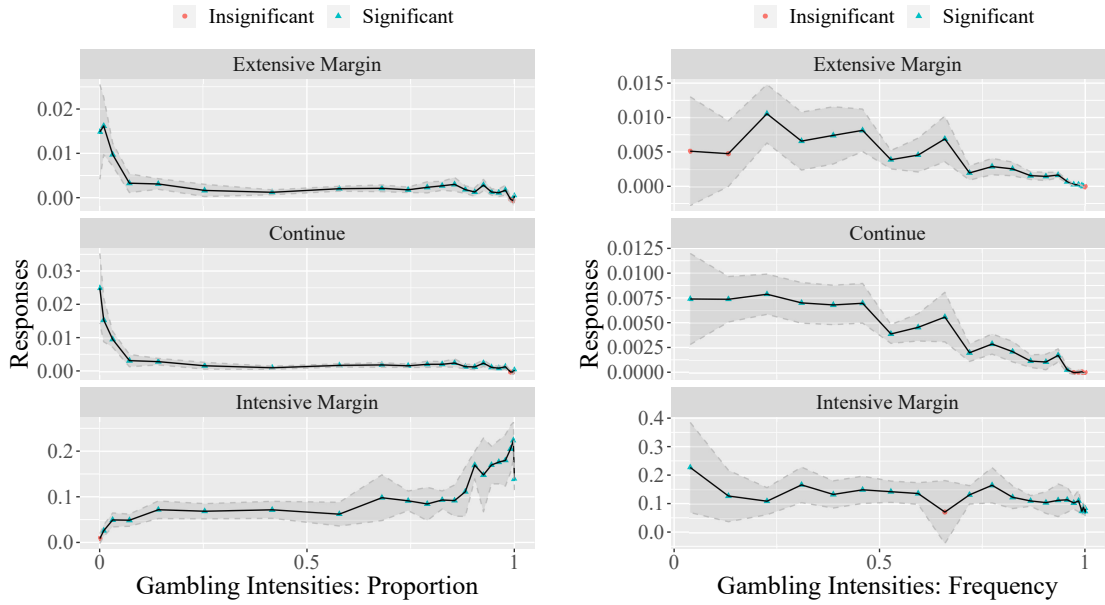 Insignificant Significant
Extensive Margin
0.02
0.01
0.00
Continue
0.03
0.02
0.01
0.00
Intensive Margin
0.2
0.1
0.0
0 0.5 1
Responses
Gambling Intensities: Proportion
Insignificant Significant
Extensive Margin
0.015
0.010
0.005
0.000
Continue
0.0125
0.0100
0.0075
0.0050
0.0025
0.0000
Intensive Margin
0.4
0.3
0.2
0.1
0.0
0 0.5 1
Responses
Gambling Intensities: Frequency